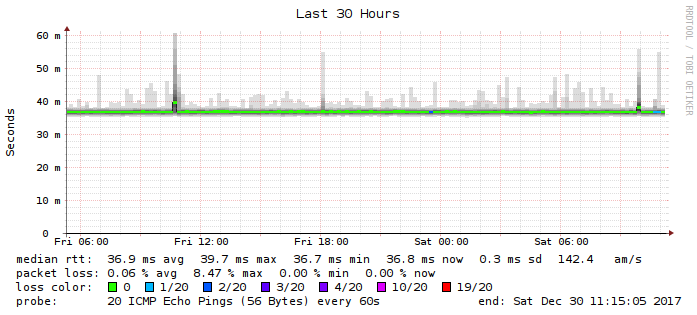 Last 30 Hours
RRDTOOL / TOBI OETIKER
Seconds
60 m
50 m
40 m
30 m
20 m
10 m
0
Fri 06:00 Fri 12:00 Fri 18:00 Sat 00:00 Sat 06:00
median rtt: 36.9 ms avg 39.7 ms max 36.7 ms min 36.8 ms now 0.3 ms sd 142.4 am/s
packet loss: 0.06 % avg 8.47 % max 0.00 % min 0.00 % now
loss color: 0 1/20 2/20 3/20 4/20 10/20 19/20
probe: 20 ICMP Echo Pings (56 Bytes) every 60s end: Sat Dec 30 11:15:05 2017